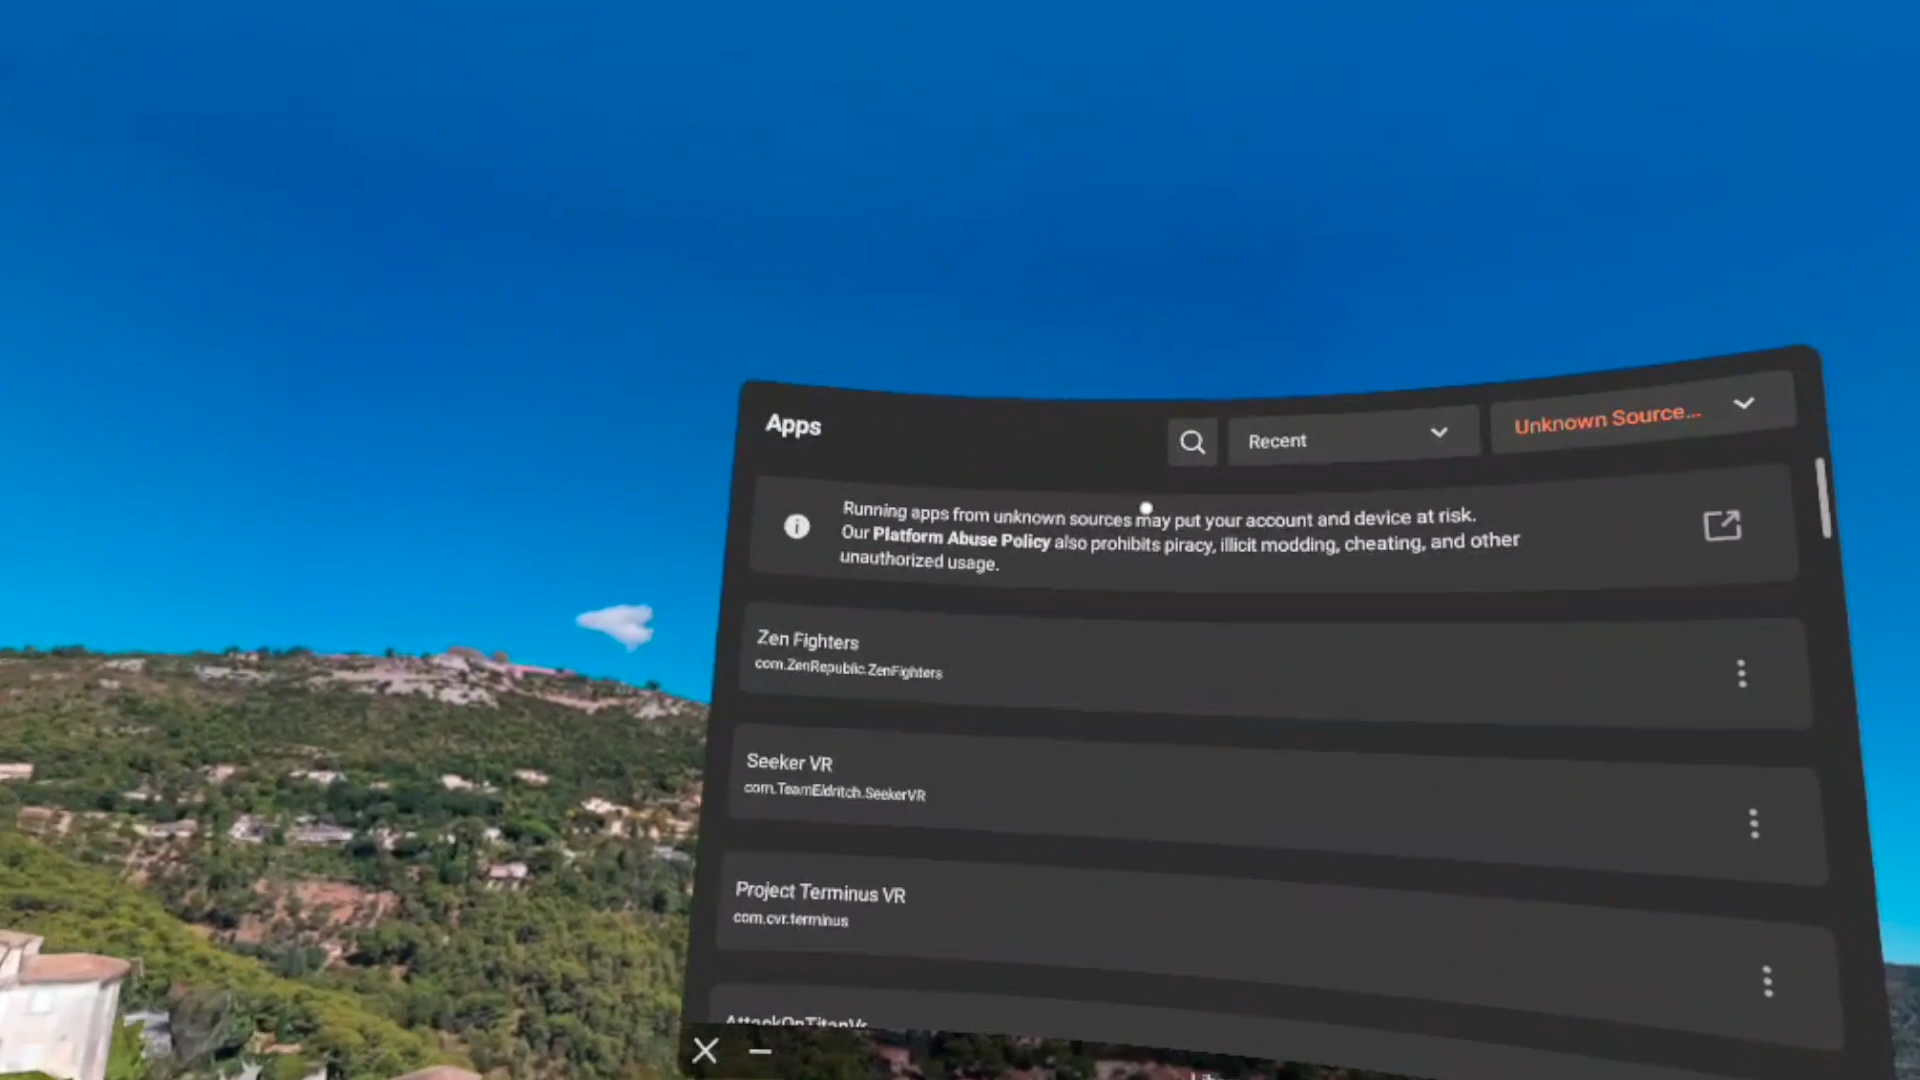 Apps
Recent
Unknown Source...
Running apps from unknown sources may put your account and device at risk.
Our Platform Abuse Policy also prohibits piracy, illicit modding, cheating, and other
unauthorized usage.
Zen Fighters
com.ZenRepublic.ZenFighters
Seeker VR
com.TeamEldritch.SeekerVR
Project Terminus VR
com.cvr.terminus
AttackOnTitanVr